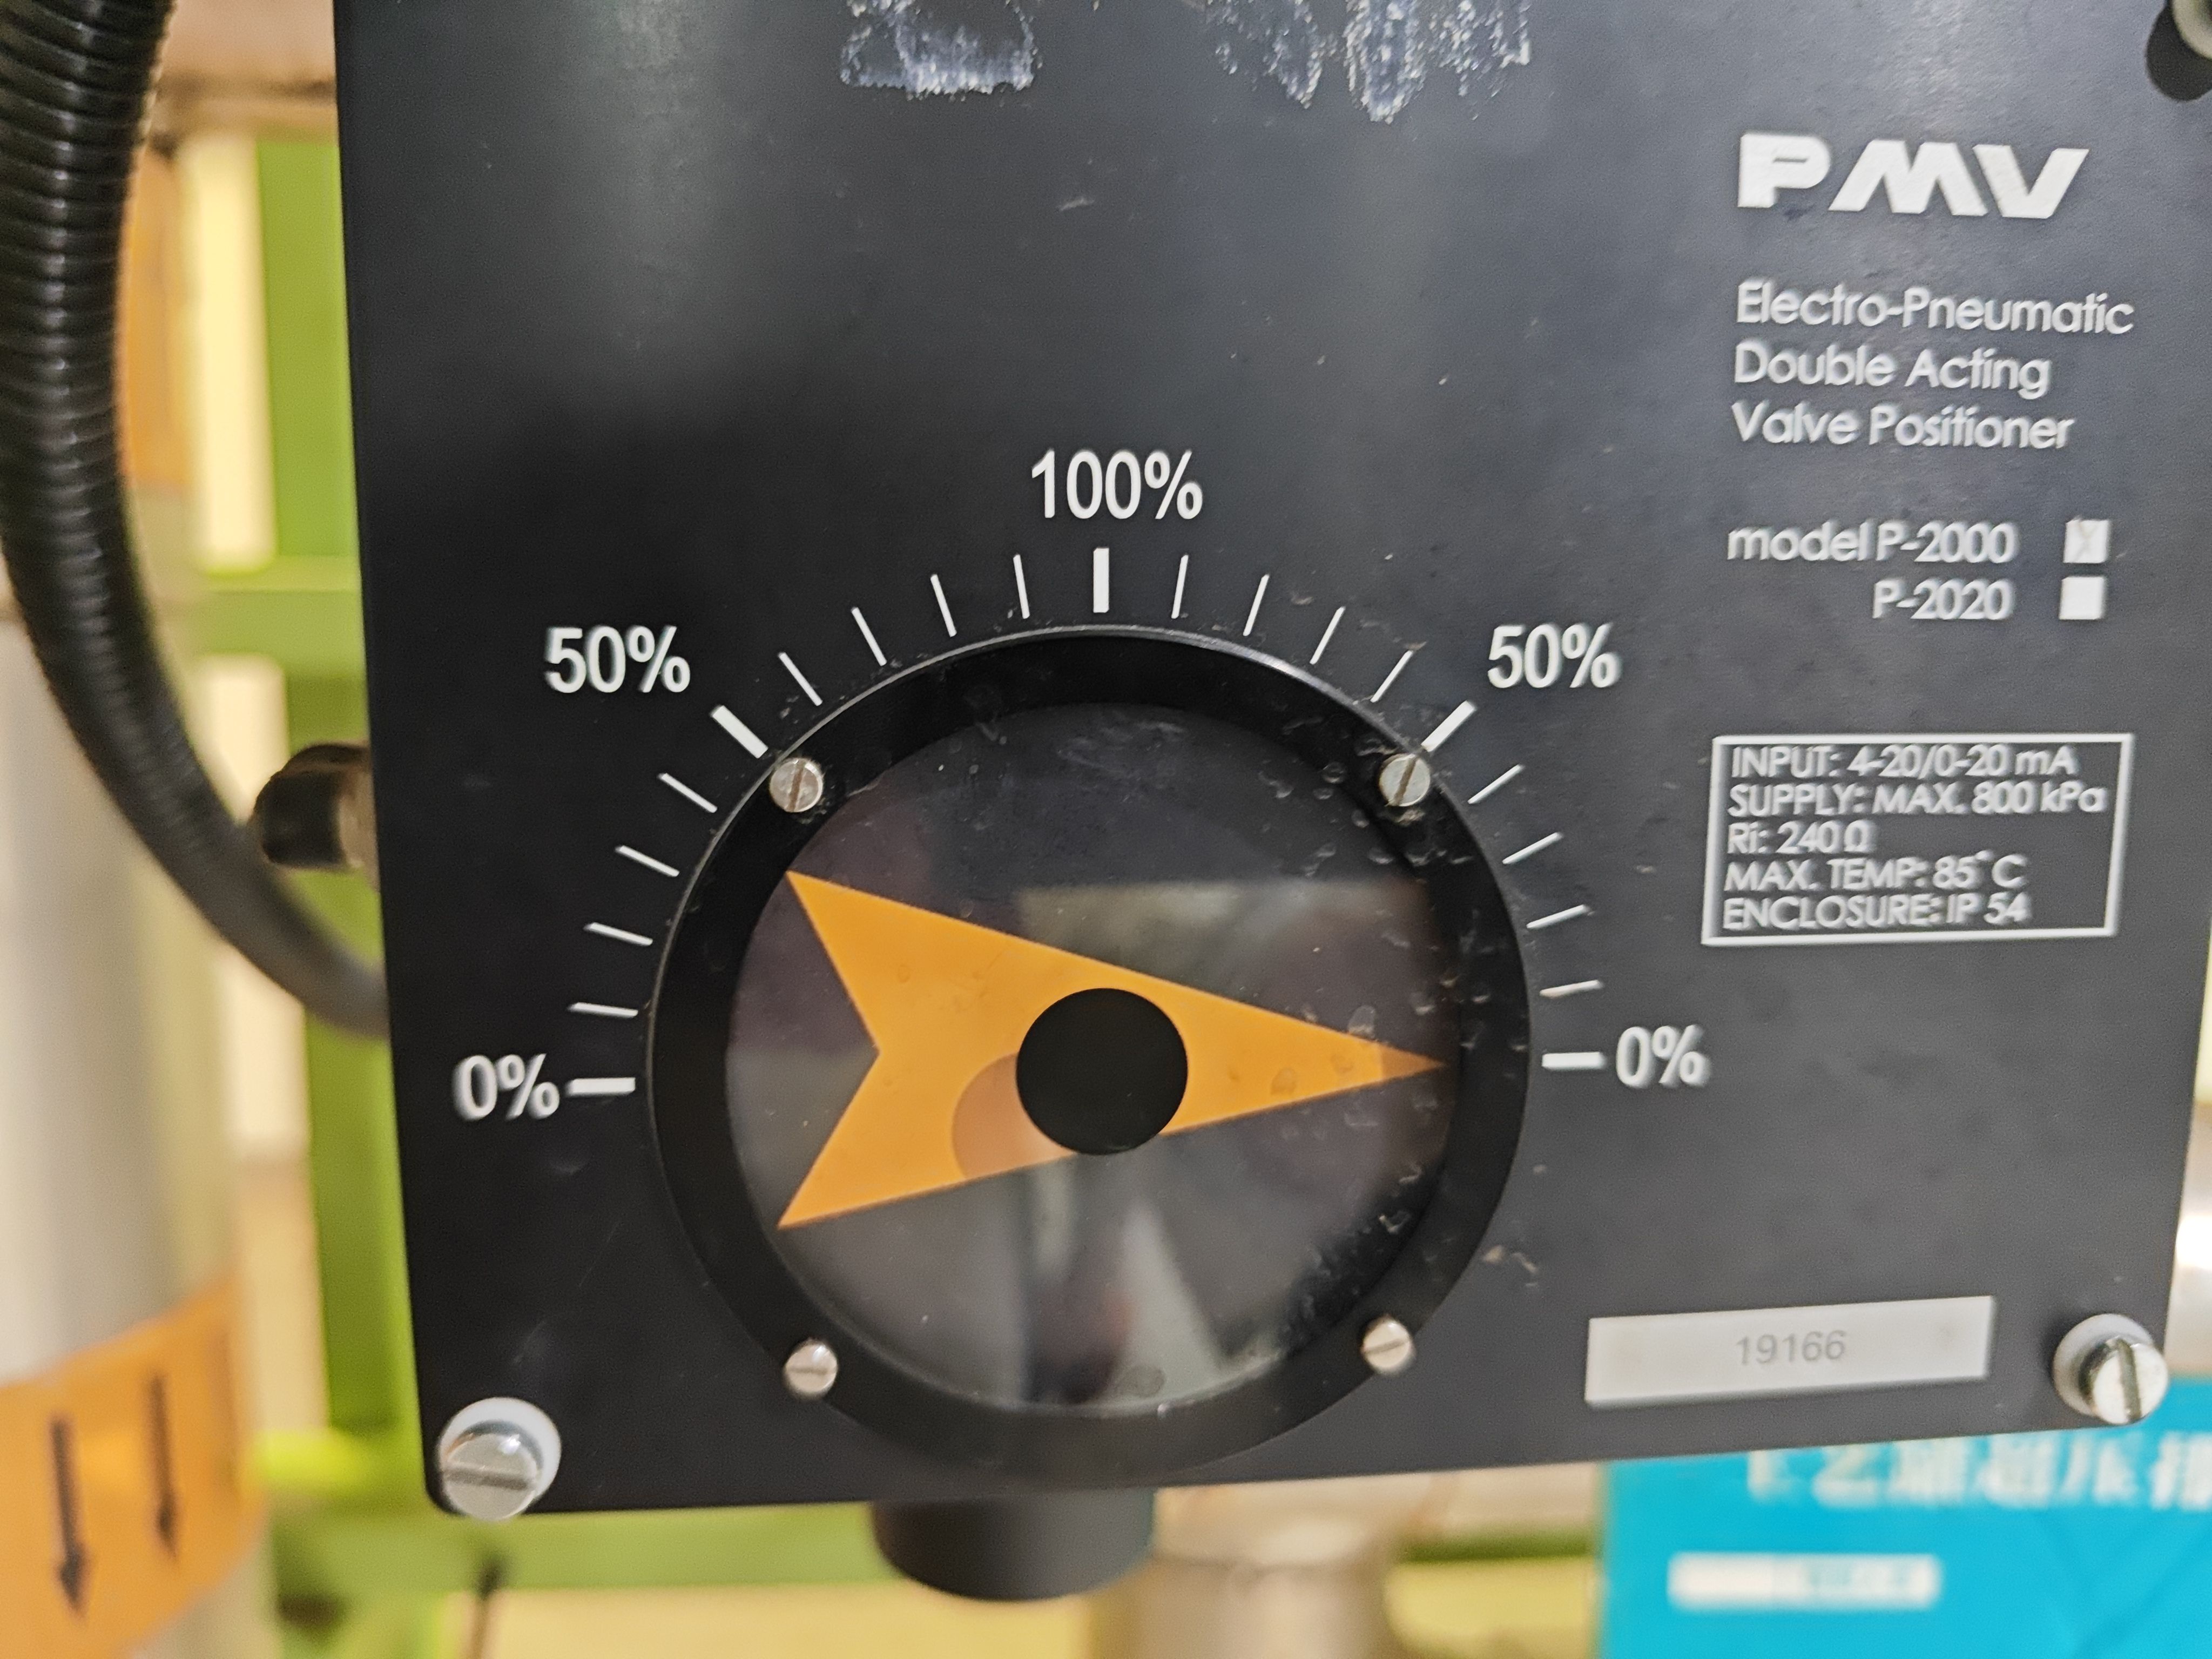 PMV
Electro-Pneumatic
Double Acting
Valve Positioner
model P-2000
P-2020
100%
50%
50%
0%
0%
INPUT: 4-20/0-20 mA
SUPPLY: MAX. 800 kPa
Ri: 240 Ω
MAX. TEMP: 85° C
ENCLOSURE: IP 54
19166